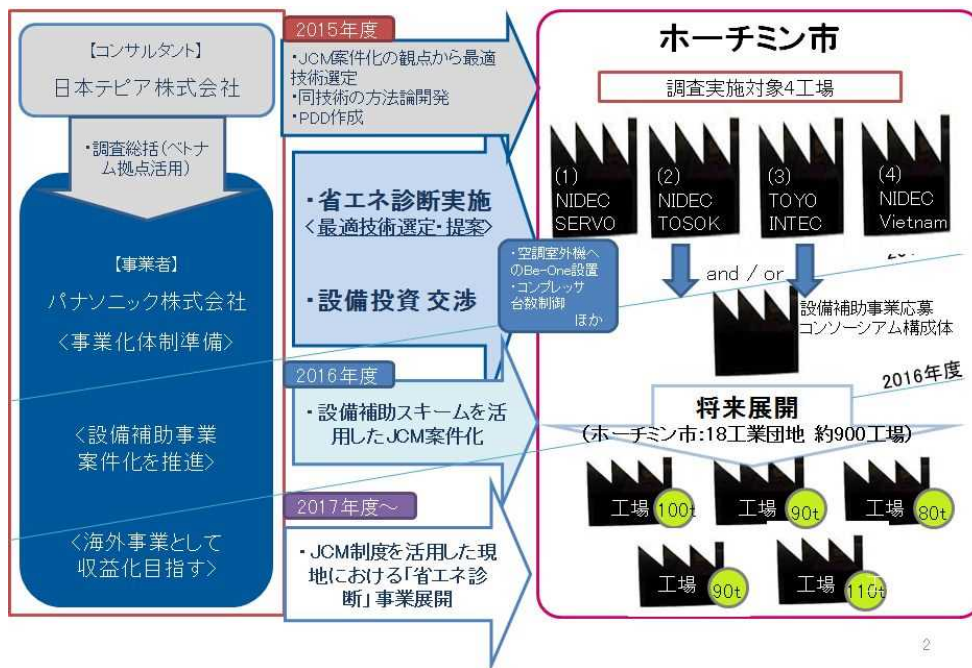 【コンサルタント】
日本テピア株式会社
・調査総括(ベトナム拠点活用)
【事業者】
パナソニック株式会社
<事業化体制準備>
<設備補助事業
案件化を推進>
<海外事業として
収益化目指す>
2015年度
・JCM案件化の観点から最適
技術選定
・同技術の方法論開発
・PDD作成
・省エネ診断実施
<最適技術選定・提案>
・設備投資 交渉
・空調室外機へ
のBe-One設置
・コンプレッサ
台数制御
ほか
2016年度
・設備補助スキームを活
用したJCM案件化
2017年度～
・JCM制度を活用した現
地における「省エネ診
断」事業展開
ホーチミン市
調査実施対象4工場
(1)
NIDEC
SERVO
(2)
NIDEC
TOSOK
(3)
TOYO
INTEC
(4)
NIDEC
Vietnam
and / or
設備補助事業応募
コンソーシアム構成体
2016年度
将来展開
(ホーチミン市:18工業団地 約900工場)
工場 100t
工場 90t
工場 80t
工場 90t
工場 110t
2